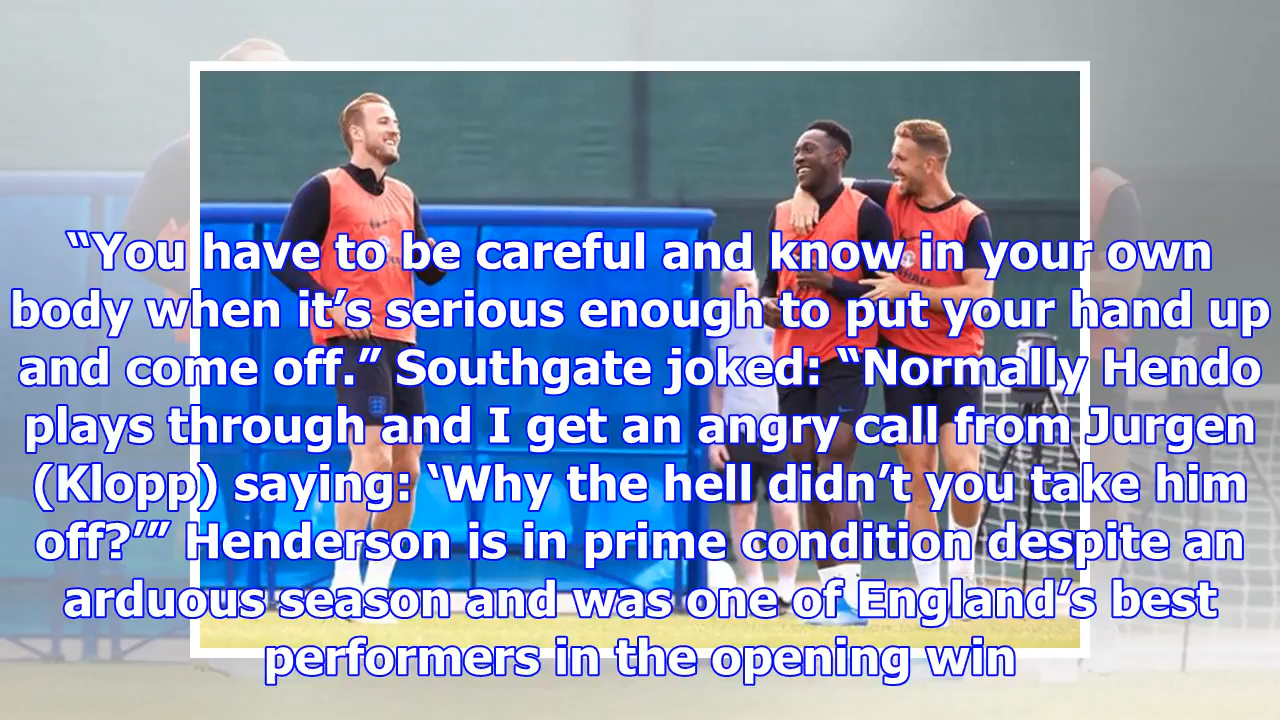 “You have to be careful and know in your own
body when it’s serious enough to put your hand up
and come off.” Southgate joked: “Normally Hendo
plays through and I get an angry call from Jurgen
(Klopp) saying: ‘Why the hell didn’t you take him
off?’” Henderson is in prime condition despite an
arduous season and was one of England’s best
performers in the opening win